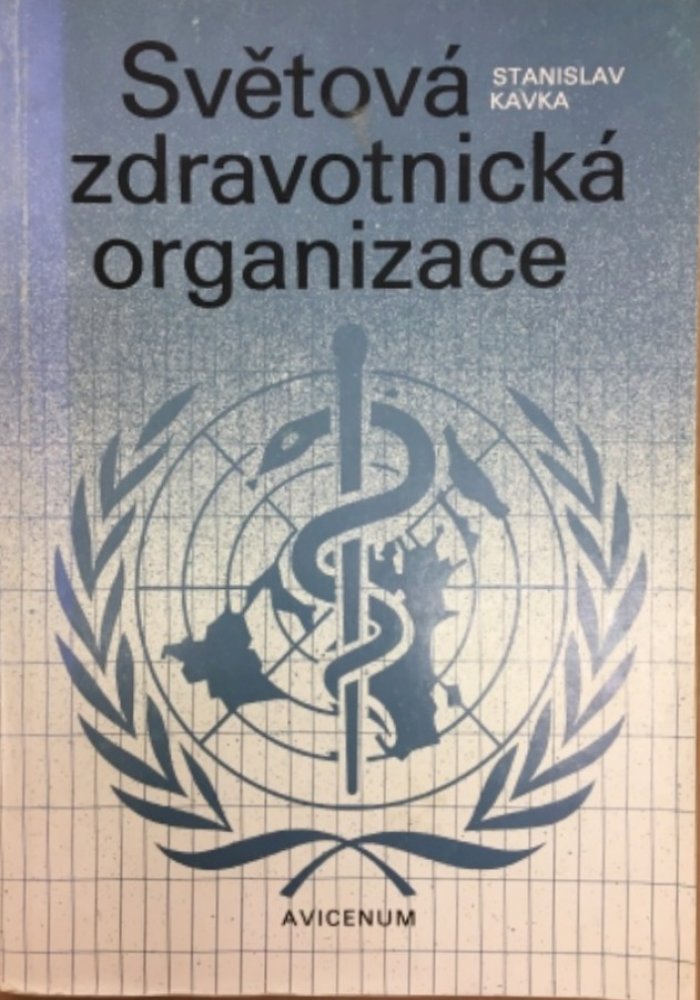 Světová
STANISLAV
KAVKA
zdravotnická
organizace
AVICENUM